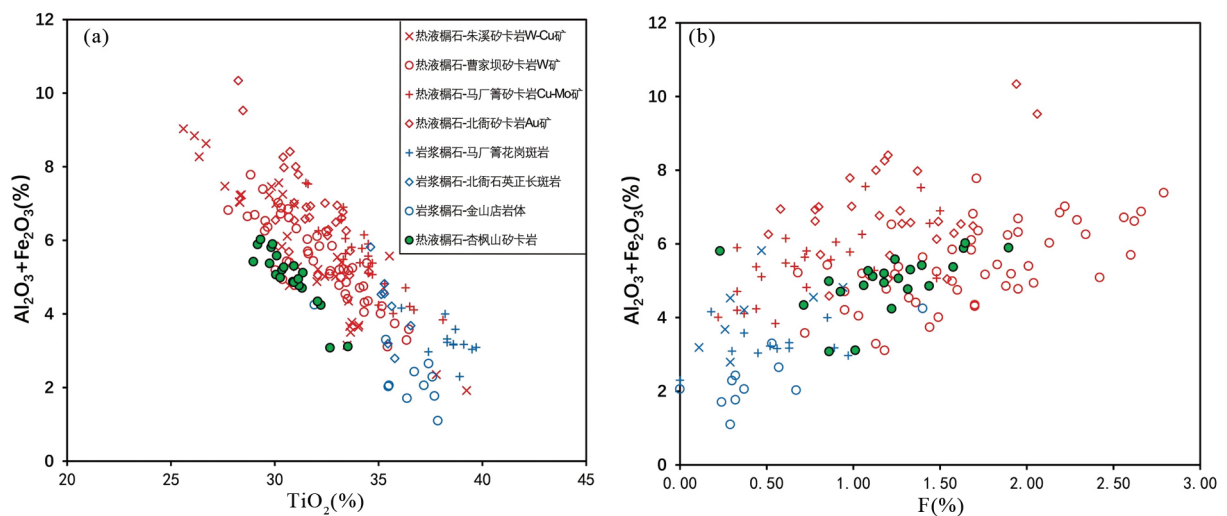 (a)
12
10
8
6
4
2
0
Al₂O₃+Fe₂O₃(%)
20
25
30
35
40
45
TiO₂(%)
热液榍石-朱溪矽卡岩W-Cu矿
热液榍石-曹家坝矽卡岩W矿
热液榍石-马厂箐矽卡岩Cu-Mo矿
热液榍石-北衙矽卡岩Au矿
岩浆榍石-马厂箐花岗斑岩
岩浆榍石-北衙石英正长斑岩
岩浆榍石-金山店岩体
热液榍石-杏枫山矽卡岩
(b)
12
10
8
6
4
2
0
Al₂O₃+Fe₂O₃(%)
0.00
0.50
1.00
1.50
2.00
2.50
3.00
F(%)